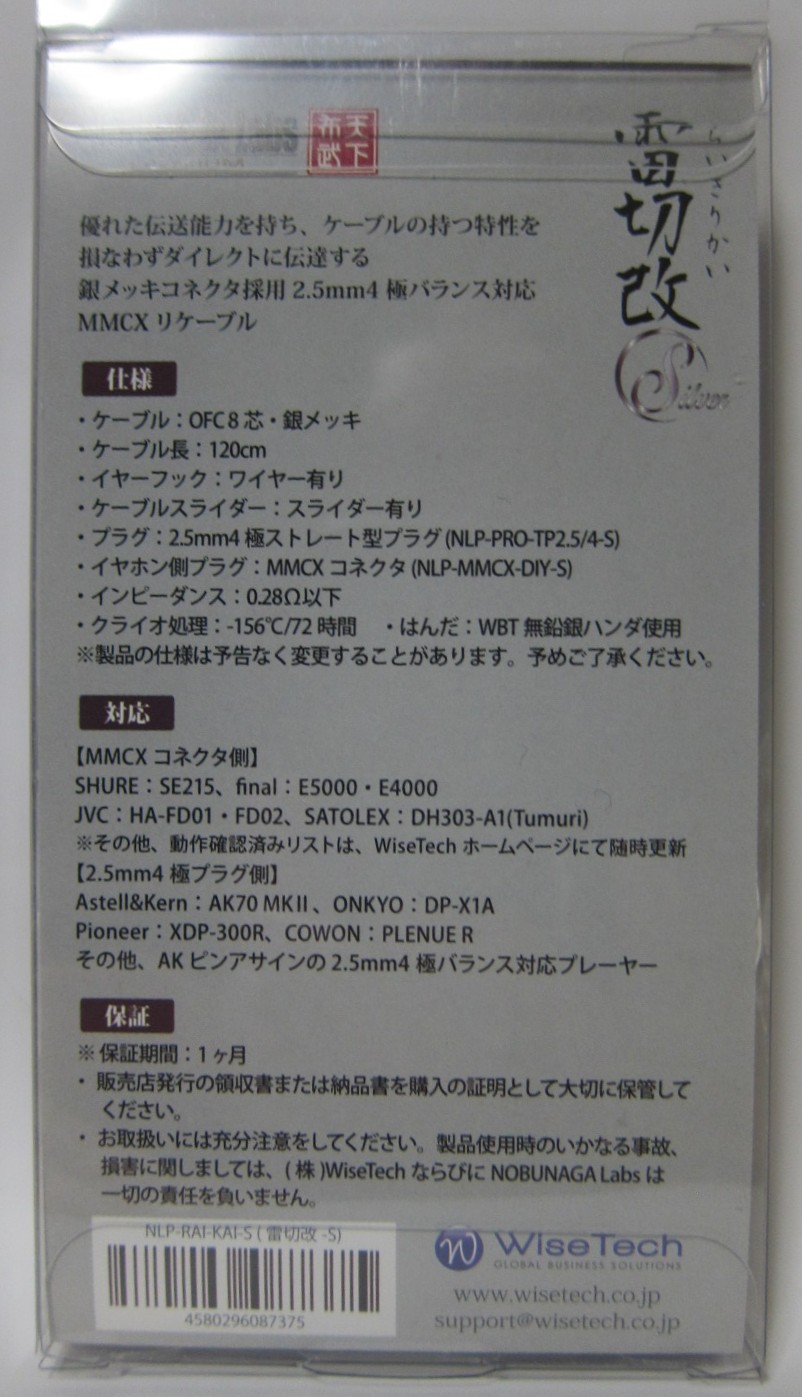 天下布武
らいきりかい
雷切改
Silver
優れた伝送能力を持ち、ケーブルの持つ特性を
損なわずダイレクトに伝達する
銀メッキコネクタ採用 2.5mm4 極バランス対応
MMCX リケーブル
仕様
・ケーブル：OFC 8 芯・銀メッキ
・ケーブル長：120cm
・イヤーフック：ワイヤー有り
・ケーブルスライダー：スライダー有り
・プラグ：2.5mm4 極ストレート型プラグ (NLP-PRO-TP2.5/4-S)
・イヤホン側プラグ：MMCX コネクタ (NLP-MMCX-DIY-S)
・インピーダンス：0.28Ω以下
・クライオ処理：-156℃/72 時間　・はんだ：WBT 無鉛銀ハンダ使用
※製品の仕様は予告なく変更することがあります。予めご了承ください。
対応
【MMCX コネクタ側】
SHURE：SE215、final：E5000・E4000
JVC：HA-FD01・FD02、SATOLEX：DH303-A1(Tumuri)
※その他、動作確認済みリストは、WiseTech ホームページにて随時更新
【2.5mm4 極プラグ側】
Astell&Kern：AK70 MKⅡ、ONKYO：DP-X1A
Pioneer：XDP-300R、COWON：PLENUE R
その他、AK ピンアサインの 2.5mm4 極バランス対応プレーヤー
保証
※ 保証期間：1 ヶ月
・ 販売店発行の領収書または納品書を購入の証明として大切に保管して
ください。
・ お取扱いには充分注意をしてください。製品使用時のいかなる事故、
損害に関しましては、( 株 )WiseTech ならびに NOBUNAGA Labs は
一切の責任を負いません。
NLP-RAI-KAI-S ( 雷切改 -S)
4580296087375
W WiseTech
GLOBAL BUSINESS SOLUTIONS
www.wisetech.co.jp
support@wisetech.co.jp